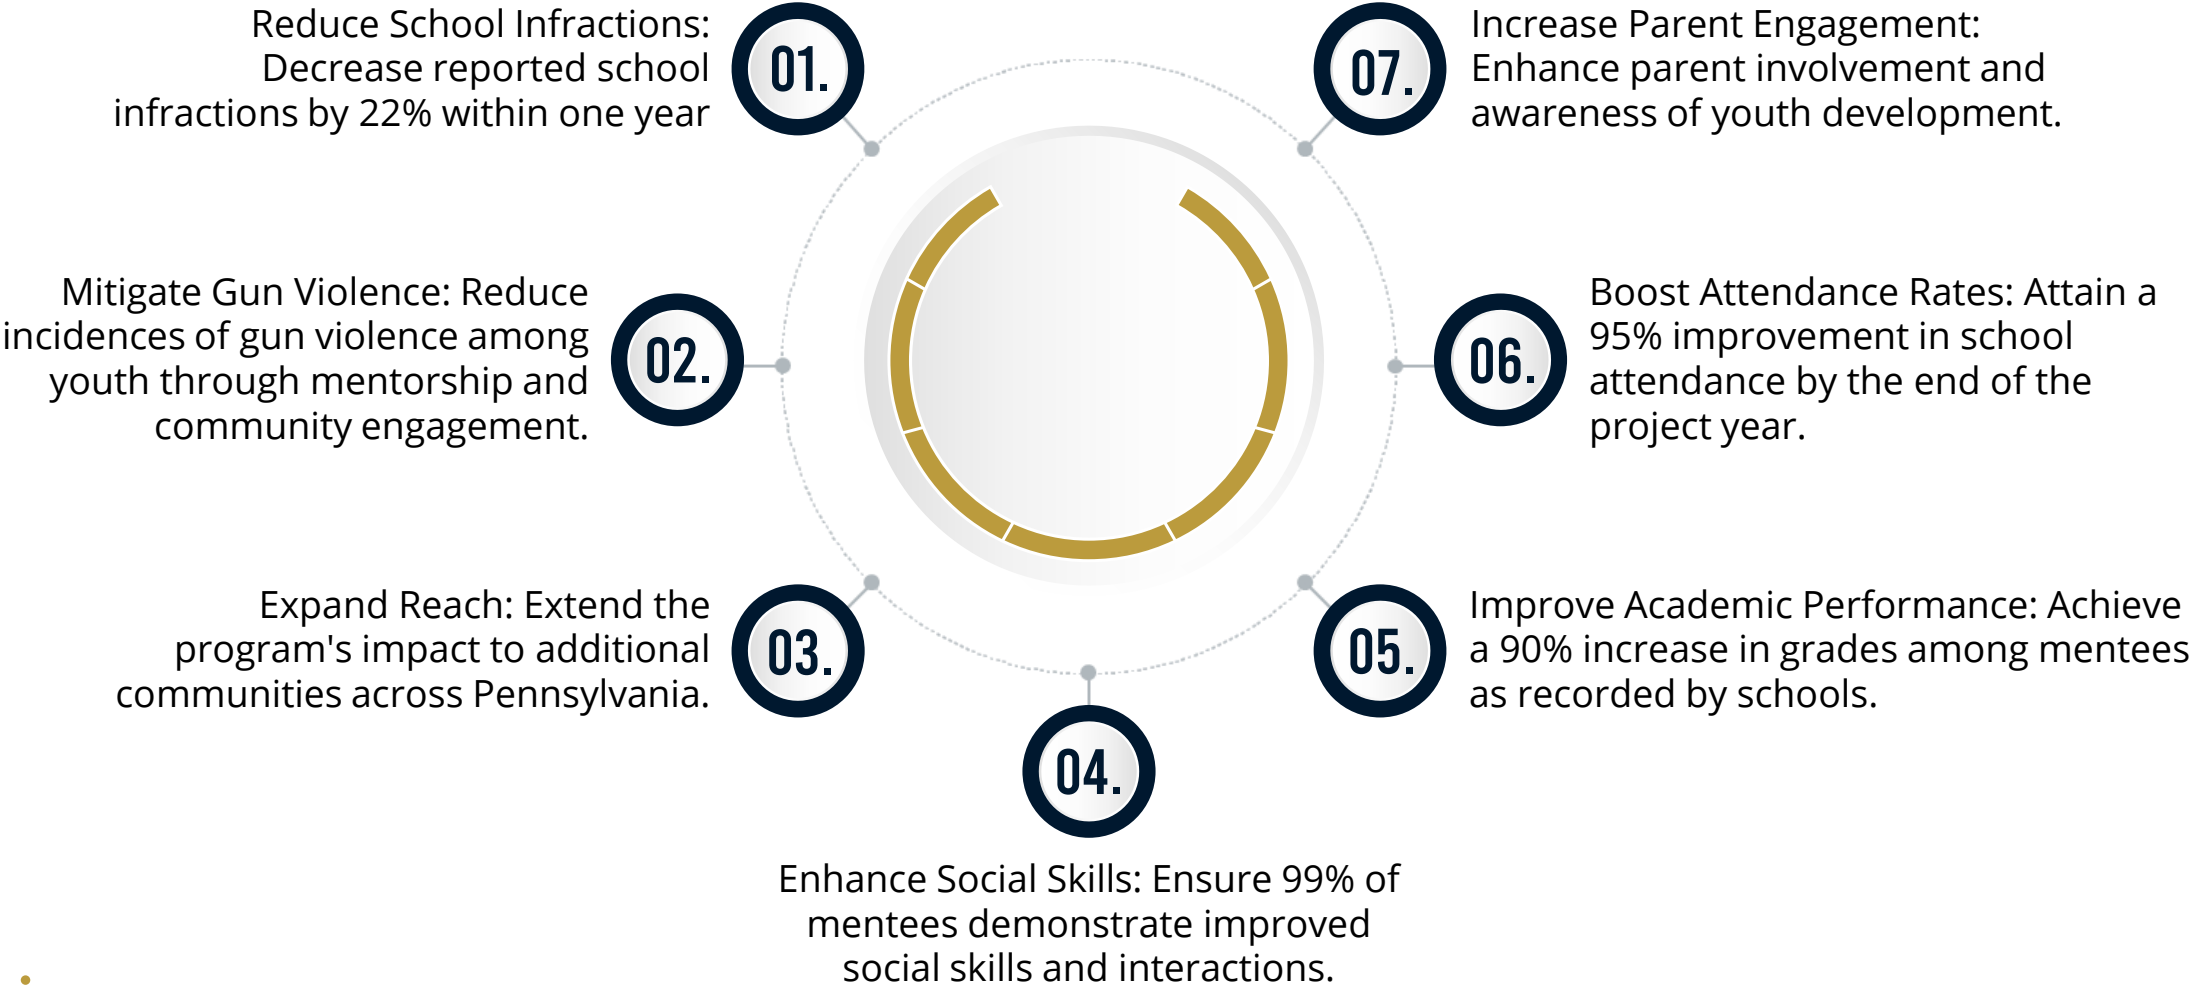 01.
Reduce School Infractions:
Decrease reported school
infractions by 22% within one year
02.
Mitigate Gun Violence: Reduce
incidences of gun violence among
youth through mentorship and
community engagement.
03.
Expand Reach: Extend the
program's impact to additional
communities across Pennsylvania.
04.
Enhance Social Skills: Ensure 99% of
mentees demonstrate improved
social skills and interactions.
05.
Improve Academic Performance: Achieve
a 90% increase in grades among mentees
as recorded by schools.
06.
Boost Attendance Rates: Attain a
95% improvement in school
attendance by the end of the
project year.
07.
Increase Parent Engagement:
Enhance parent involvement and
awareness of youth development.